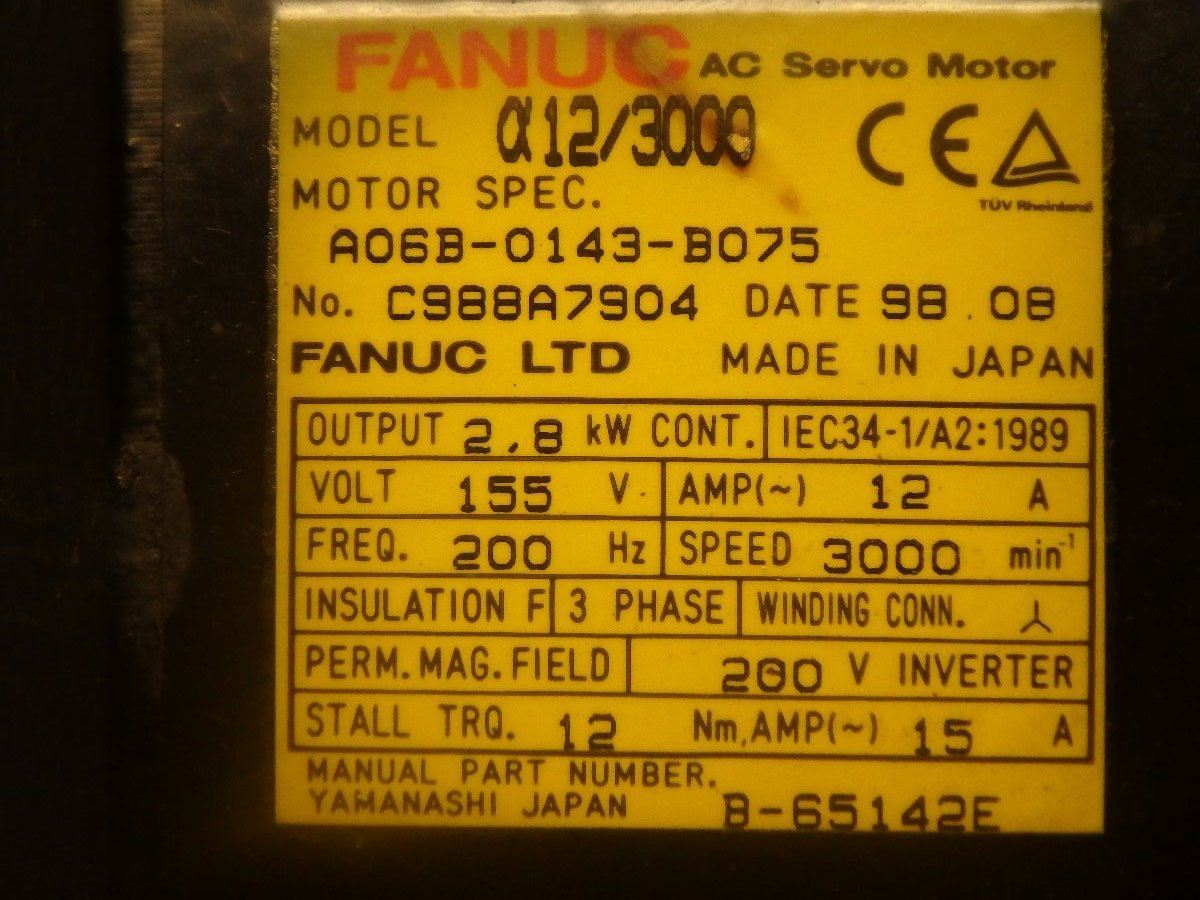 FANUC AC Servo Motor
MODEL α12/3000
CE
TÜV Rheinland
MOTOR SPEC.
A06B-0143-B075
No. C988A7904 DATE 98.08
FANUC LTD MADE IN JAPAN
OUTPUT 2.8 kW CONT. IEC34-1/A2:1989
VOLT 155 V. AMP(~) 12 A
FREQ. 200 Hz SPEED 3000 min⁻¹
INSULATION F 3 PHASE WINDING CONN.
PERM.MAG.FIELD 200 V INVERTER
STALL TRQ. 12 Nm,AMP(~) 15 A
MANUAL PART NUMBER.
YAMANASHI JAPAN B-65142E